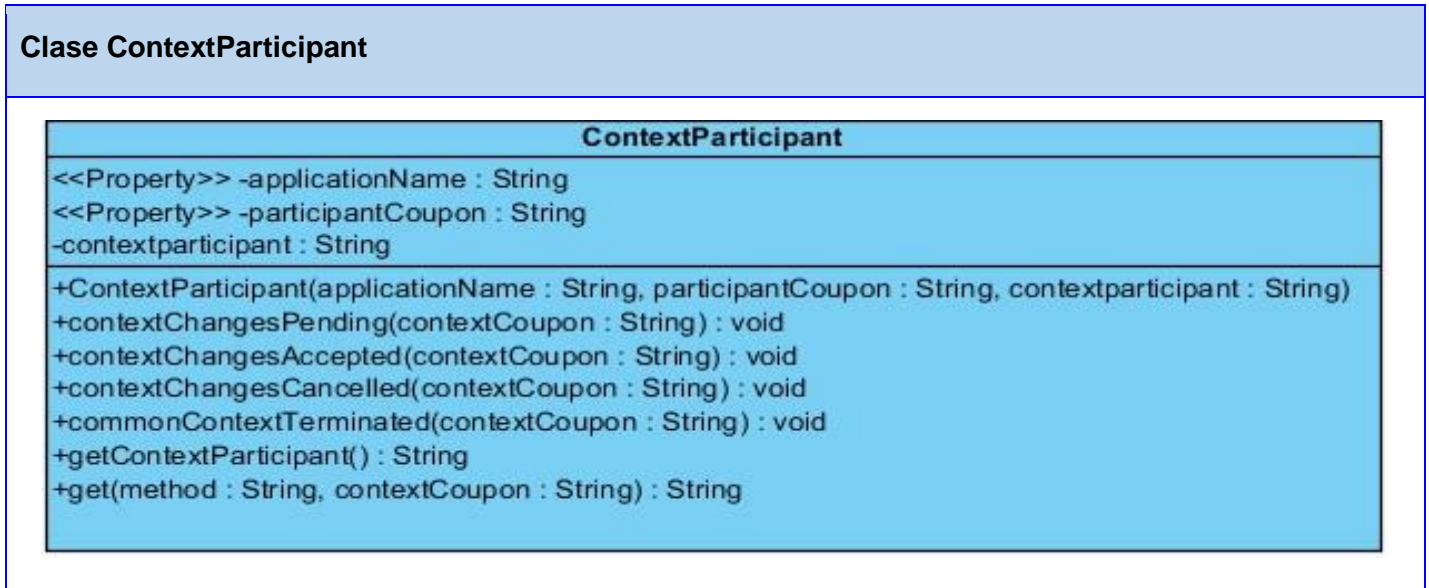 Clase ContextParticipant
ContextParticipant
<<Property>> -applicationName : String
<<Property>> -participantCoupon : String
-contextparticipant : String
+ContextParticipant(applicationName : String, participantCoupon : String, contextparticipant : String)
+contextChangesPending(contextCoupon : String) : void
+contextChangesAccepted(contextCoupon : String) : void
+contextChangesCancelled(contextCoupon : String) : void
+commonContextTerminated(contextCoupon : String) : void
+getContextParticipant() : String
+get(method : String, contextCoupon : String) : String